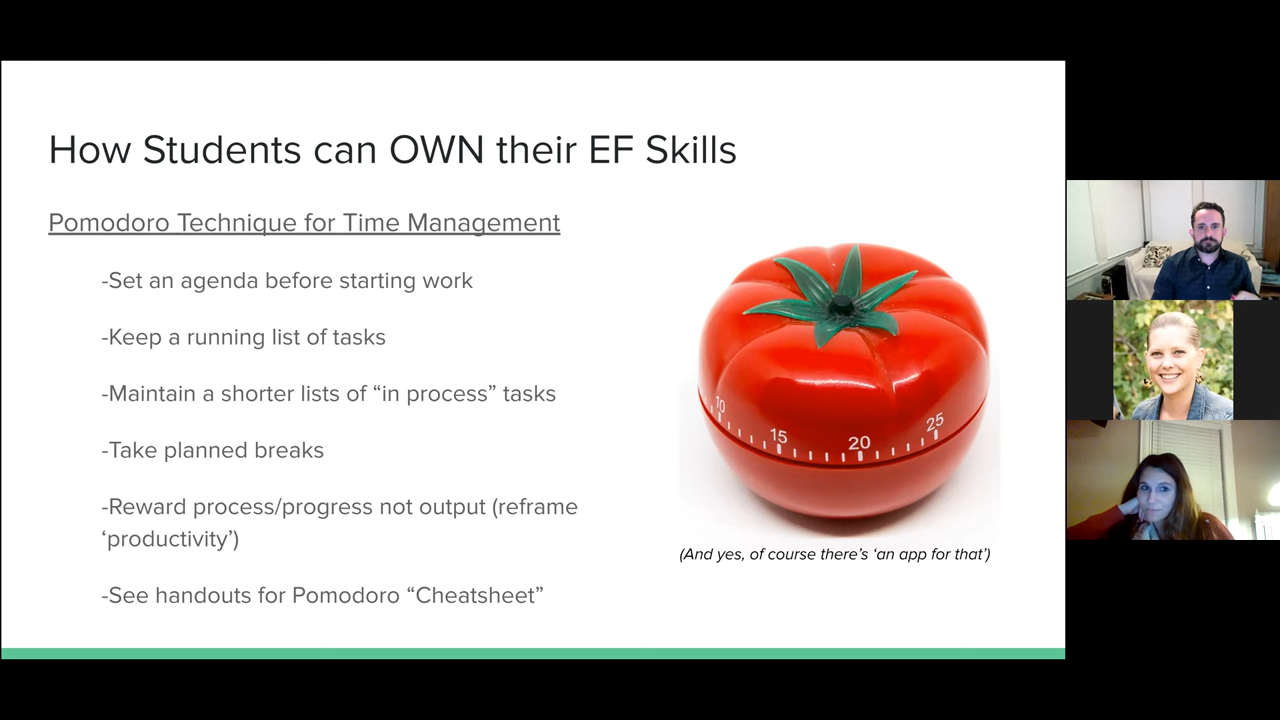 How Students can OWN their EF Skills
Pomodoro Technique for Time Management
-Set an agenda before starting work
-Keep a running list of tasks
-Maintain a shorter lists of “in process” tasks
-Take planned breaks
-Reward process/progress not output (reframe
‘productivity’)
-See handouts for Pomodoro “Cheatsheet”
10
15
20
25
(And yes, of course there’s ‘an app for that’)